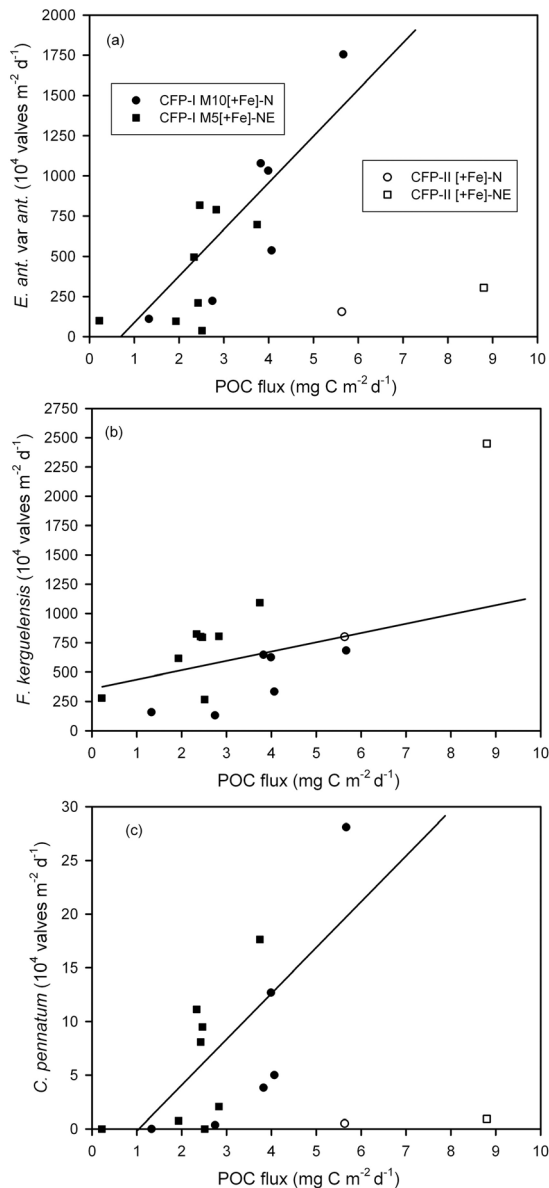 (a)
E. ant. var ant. (10⁴ valves m⁻² d⁻¹)
2000
1750
1500
1250
1000
750
500
250
0
CFP-I M10[+Fe]-N
CFP-I M5[+Fe]-NE
CFP-II [+Fe]-N
CFP-II [+Fe]-NE
0 1 2 3 4 5 6 7 8 9 10
POC flux (mg C m⁻² d⁻¹)
(b)
F. kerguelensis (10⁴ valves m⁻² d⁻¹)
2750
2500
2250
2000
1750
1500
1250
1000
750
500
250
0
0 1 2 3 4 5 6 7 8 9 10
POC flux (mg C m⁻² d⁻¹)
(c)
C. pennatum (10⁴ valves m⁻² d⁻¹)
30
25
20
15
10
5
0
0 1 2 3 4 5 6 7 8 9 10
POC flux (mg C m⁻² d⁻¹)